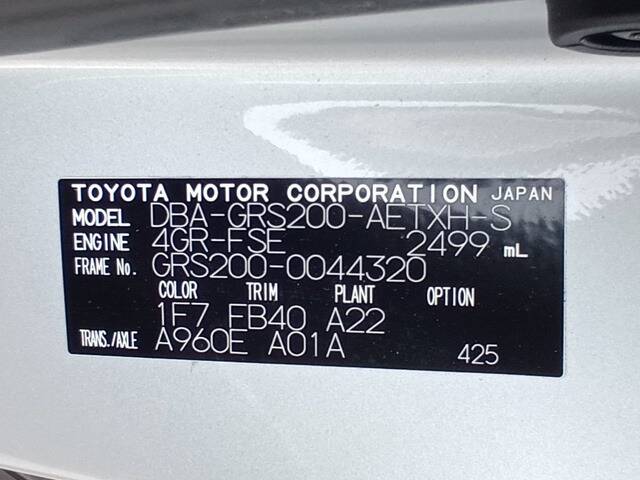 TOYOTA MOTOR CORPORATION JAPAN
MODEL DBA-GRS200-AETXH-S
ENGINE 4GR-FSE 2499 mL
FRAME No. GRS200-0044320
COLOR TRIM PLANT OPTION
1F7 FB40 A22
TRANS./AXLE A960E A01A 425